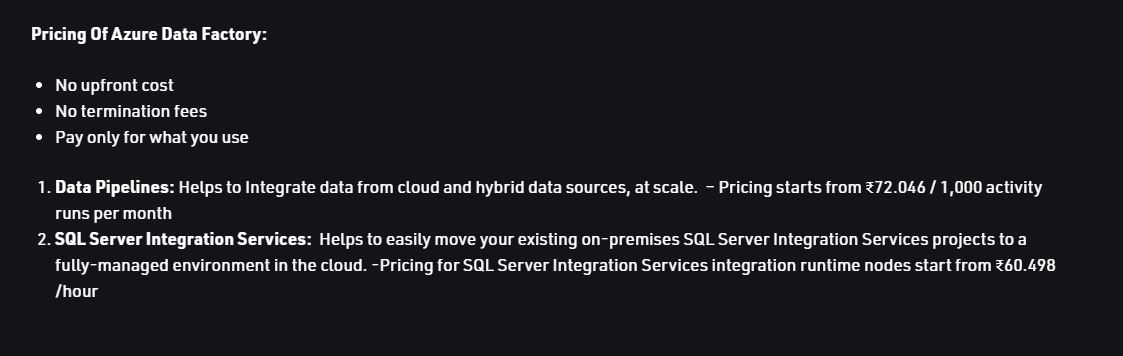 Pricing Of Azure Data Factory:
• No upfront cost
• No termination fees
• Pay only for what you use
1. Data Pipelines: Helps to Integrate data from cloud and hybrid data sources, at scale. – Pricing starts from ₹72.046 / 1,000 activity
runs per month
2. SQL Server Integration Services: Helps to easily move your existing on-premises SQL Server Integration Services projects to a
fully-managed environment in the cloud. -Pricing for SQL Server Integration Services integration runtime nodes start from ₹60.498
/hour